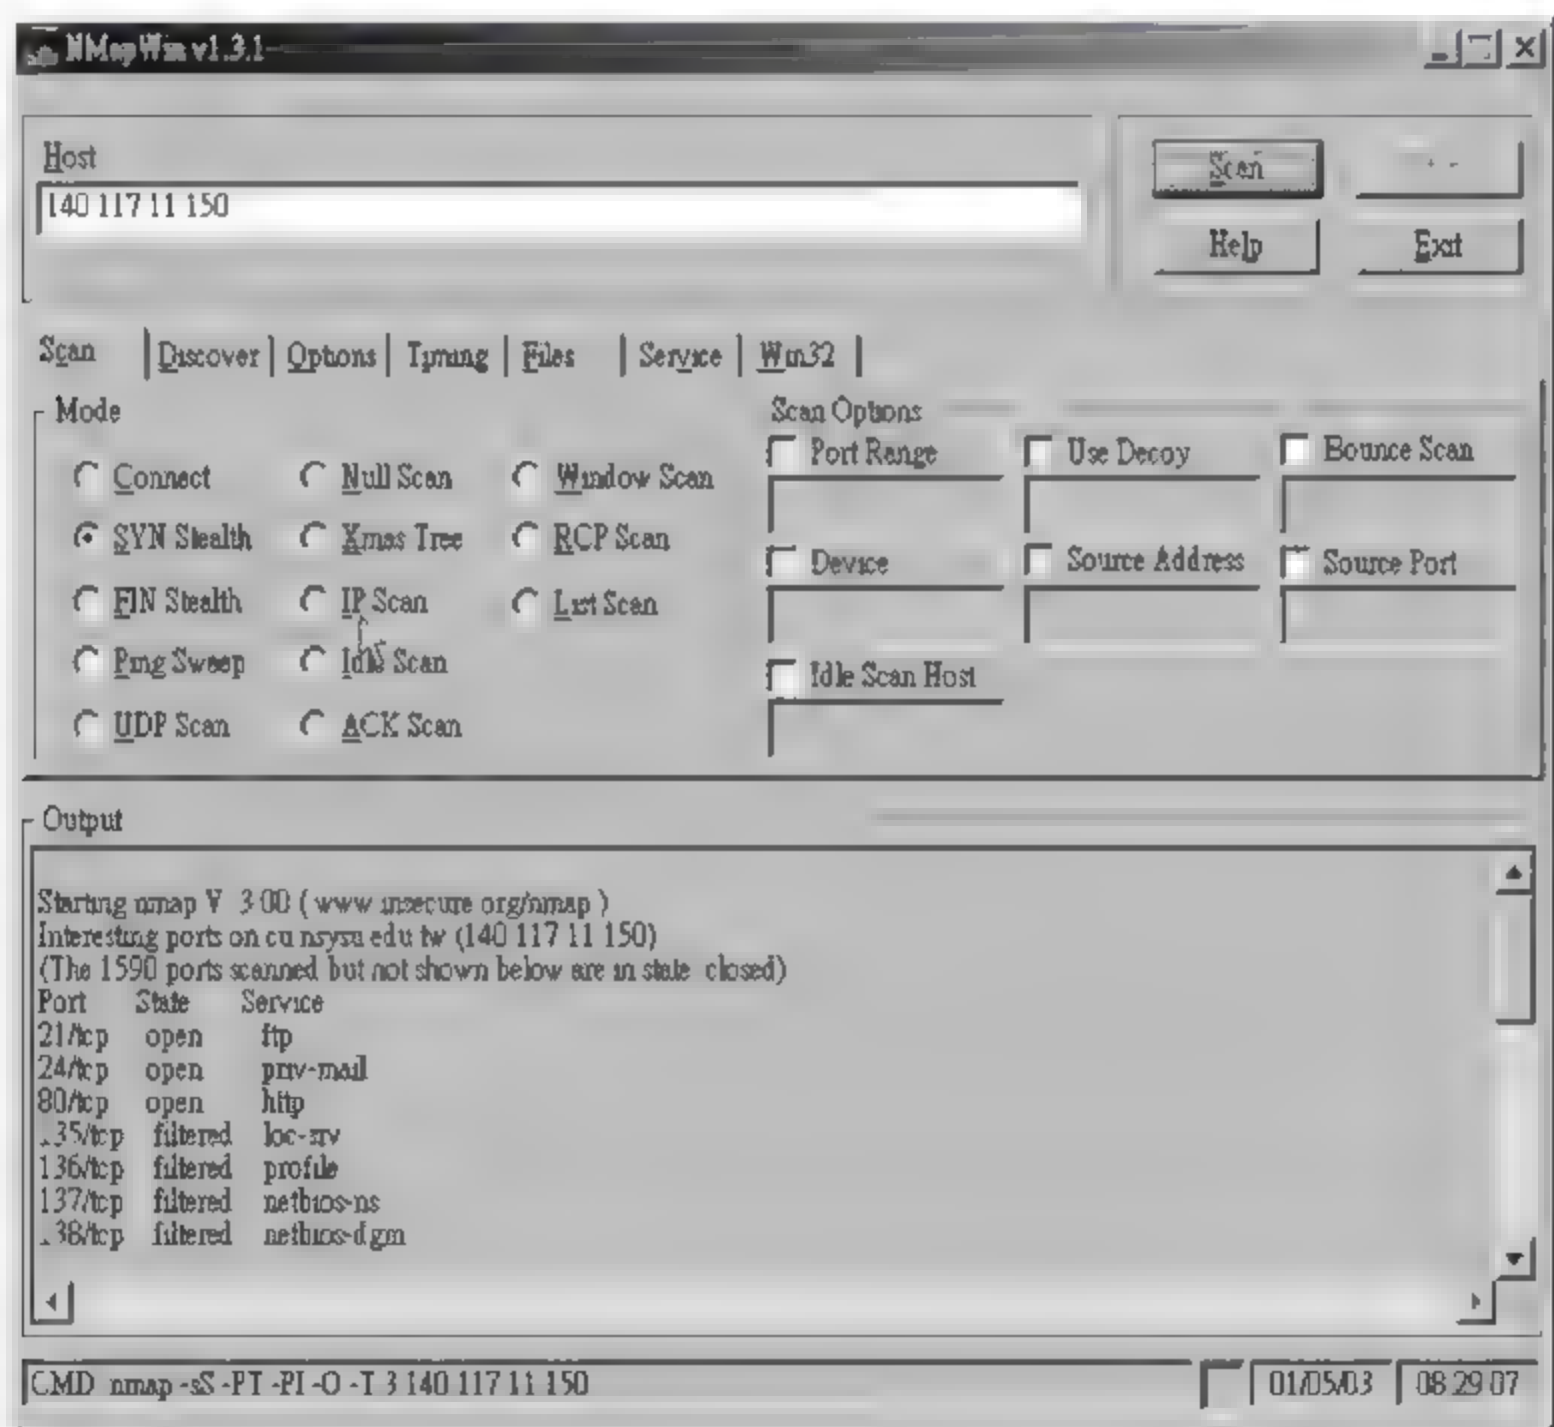 NMapWin v1.3.1
Host
140 117 11 150
Scan
Help
Exit
Scan Discover Options Timing Files Service Win32
Mode
Connect Null Scan Window Scan
SYN Stealth Xmas Tree RCP Scan
FIN Stealth IP Scan List Scan
Ping Sweep Idle Scan
UDP Scan ACK Scan
Scan Options
Port Range Use Decoy Bounce Scan
Device Source Address Source Port
Idle Scan Host
Output
Starting nmap V 3 00 ( www insecure org/nmap )
Interesting ports on cu nsysu edu tw (140 117 11 150)
(The 1590 ports scanned but not shown below are in state closed)
Port State Service
21/tcp open ftp
24/tcp open priv-mail
80/tcp open http
135/tcp filtered loc-srv
136/tcp filtered profile
137/tcp filtered netbios-ns
138/tcp filtered netbios-dgm
CMD nmap -sS -PT -PI -O -T 3 140 117 11 150
01/05/03 08 29 07